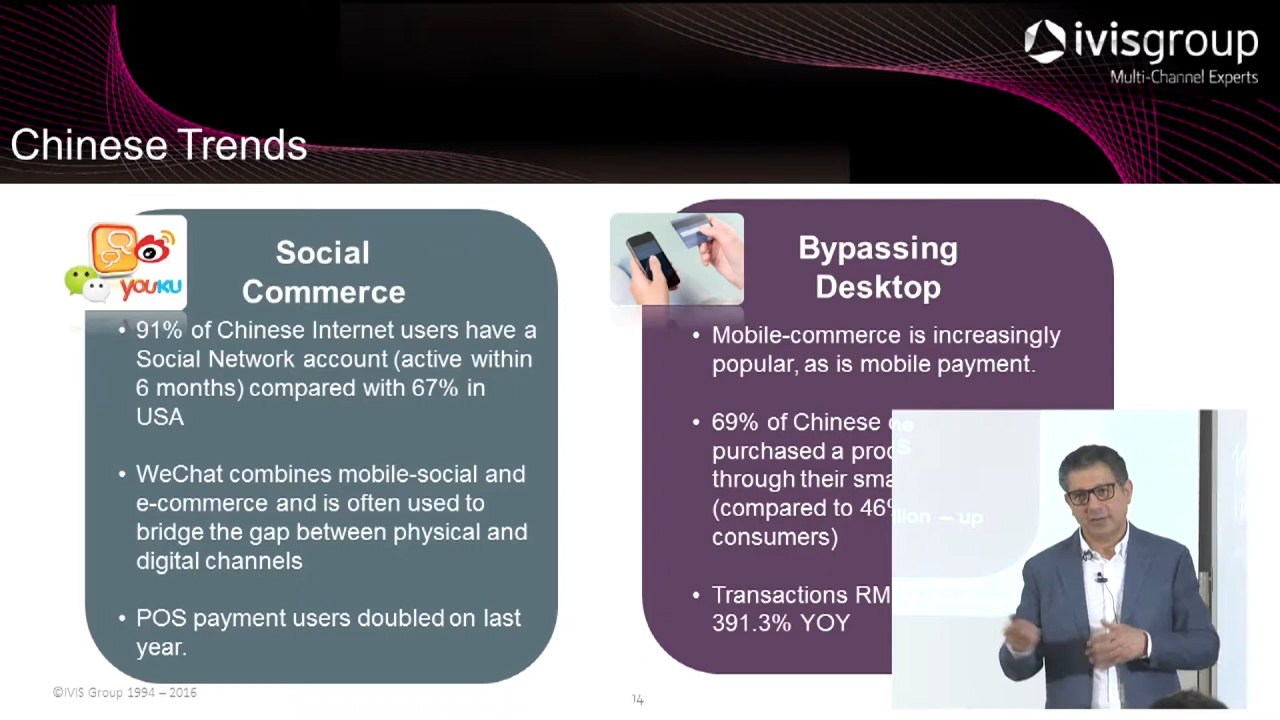 ivisgroup
Multi-Channel Experts
Chinese Trends
YOUKU
Social
Commerce
• 91% of Chinese Internet users have a
Social Network account (active within
6 months) compared with 67% in
USA
• WeChat combines mobile-social and
e-commerce and is often used to
bridge the gap between physical and
digital channels
• POS payment users doubled on last
year.
Bypassing
Desktop
• Mobile-commerce is increasingly
popular, as is mobile payment.
• 69% of Chinese
purchased a
through their
(compared to
consumers)
• Transactions
391.3% YOY
– up
©IVIS Group 1994 – 2016
14